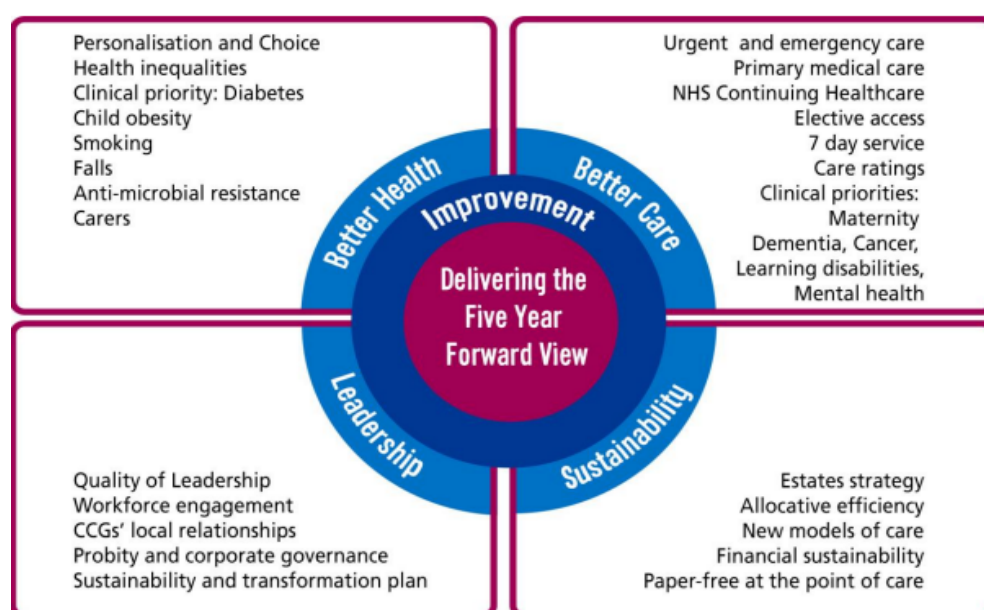 Personalisation and Choice
Health inequalities
Clinical priority: Diabetes
Child obesity
Smoking
Falls
Anti-microbial resistance
Carers
Urgent and emergency care
Primary medical care
NHS Continuing Healthcare
Elective access
7 day service
Care ratings
Clinical priorities:
Maternity
Dementia, Cancer,
Learning disabilities,
Mental health
Better Health
Better Care
Improvement
Delivering the
Five Year
Forward View
Leadership
Sustainability
Quality of Leadership
Workforce engagement
CCGs' local relationships
Probity and corporate governance
Sustainability and transformation plan
Estates strategy
Allocative efficiency
New models of care
Financial sustainability
Paper-free at the point of care